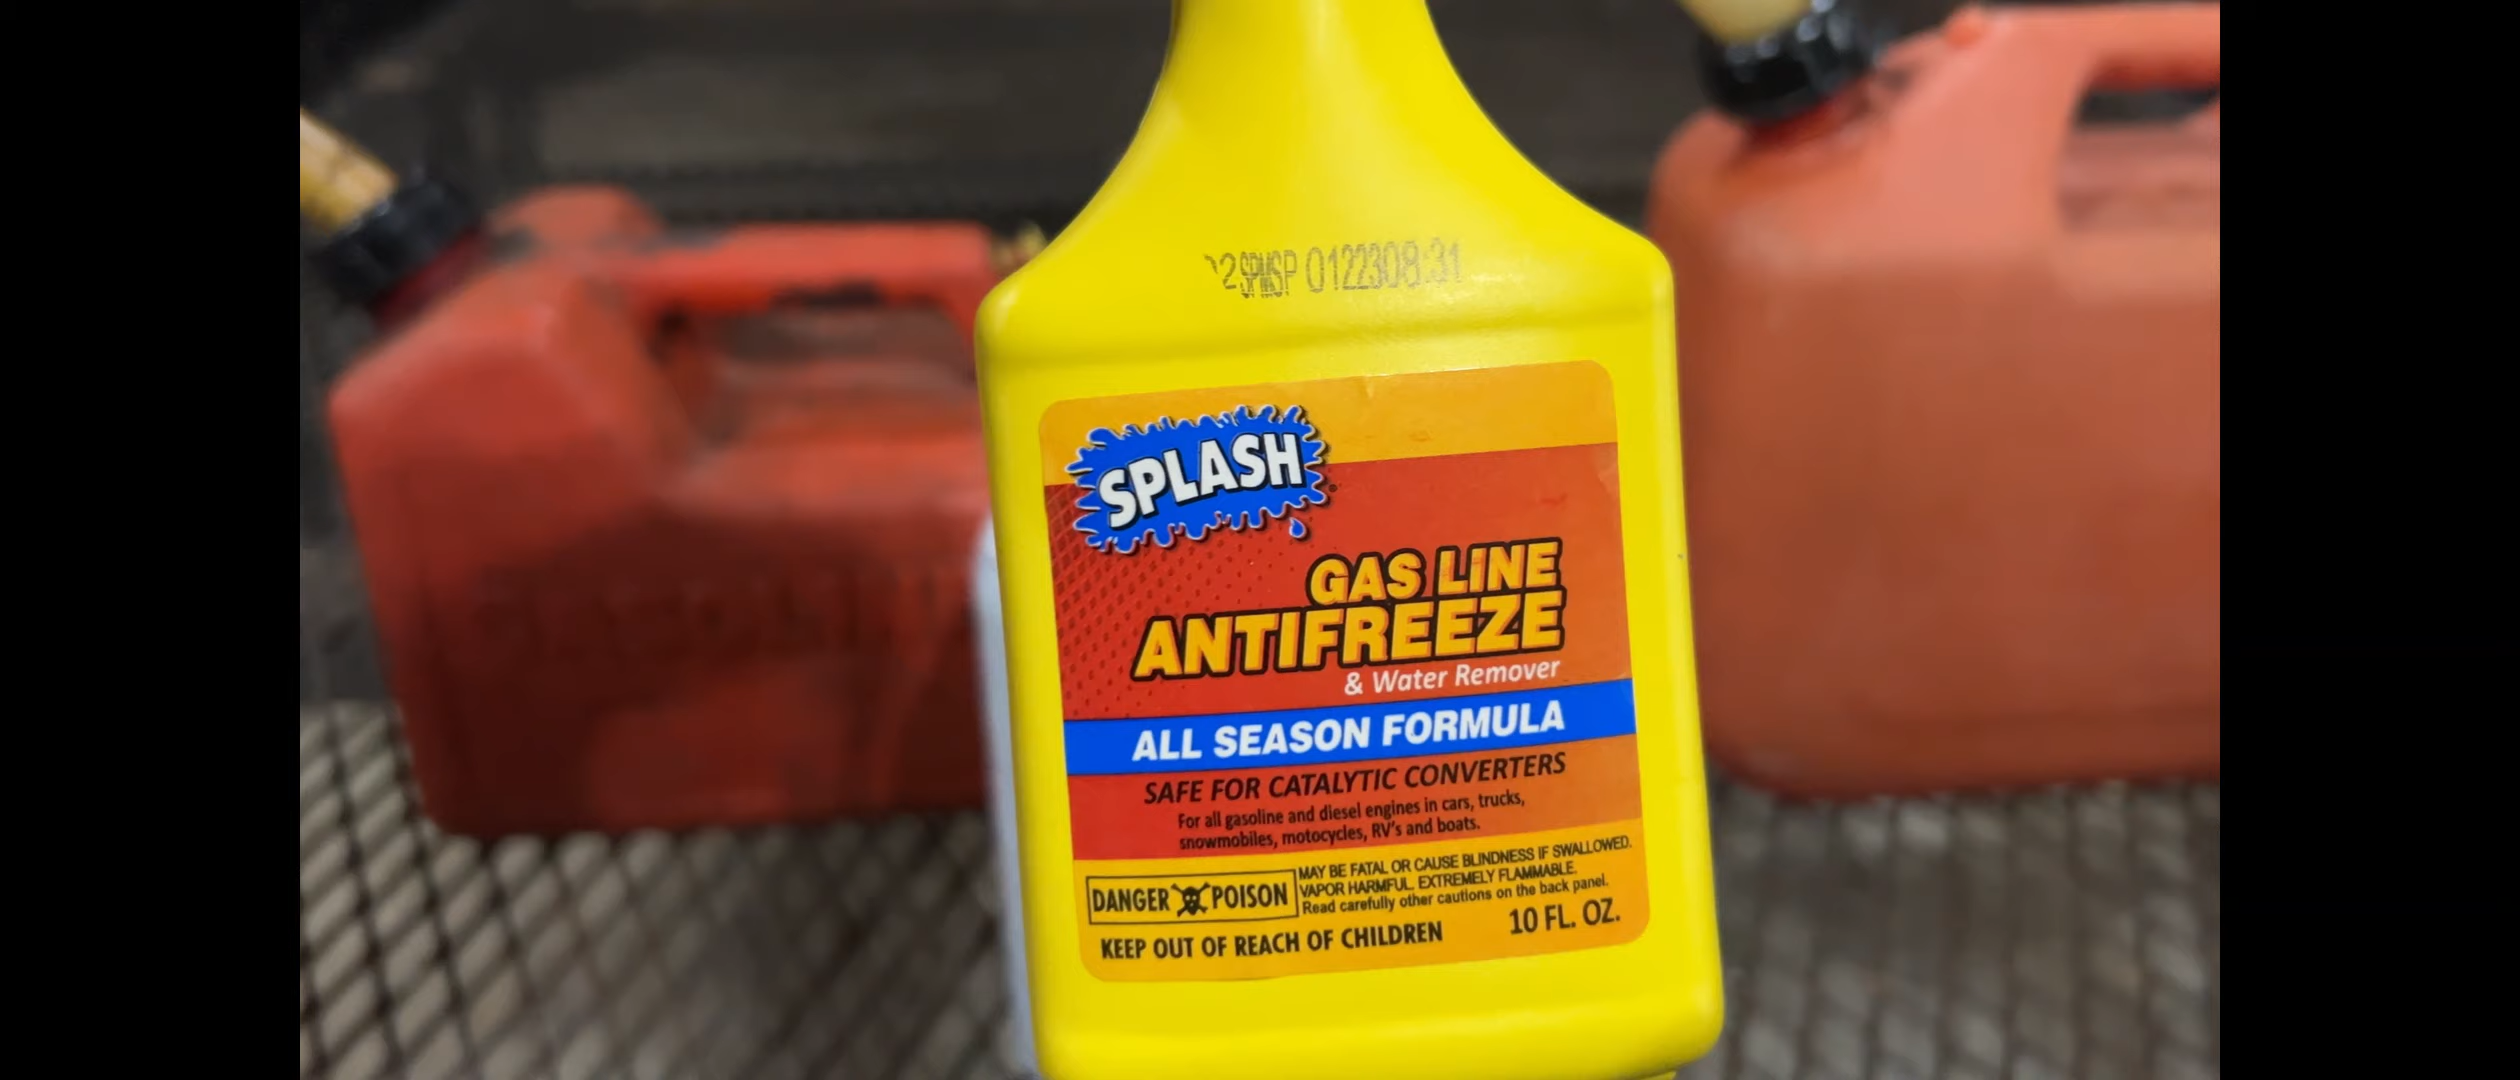 SPMSP 0122308:31
SPLASH
GAS LINE
ANTIFREEZE
& Water Remover
ALL SEASON FORMULA
SAFE FOR CATALYTIC CONVERTERS
For all gasoline and diesel engines in cars, trucks,
snowmobiles, motocycles, RV's and boats.
DANGER POISON
MAY BE FATAL OR CAUSE BLINDNESS IF SWALLOWED.
VAPOR HARMFUL. EXTREMELY FLAMMABLE.
Read carefully other cautions on the back panel.
KEEP OUT OF REACH OF CHILDREN
10 FL. OZ.